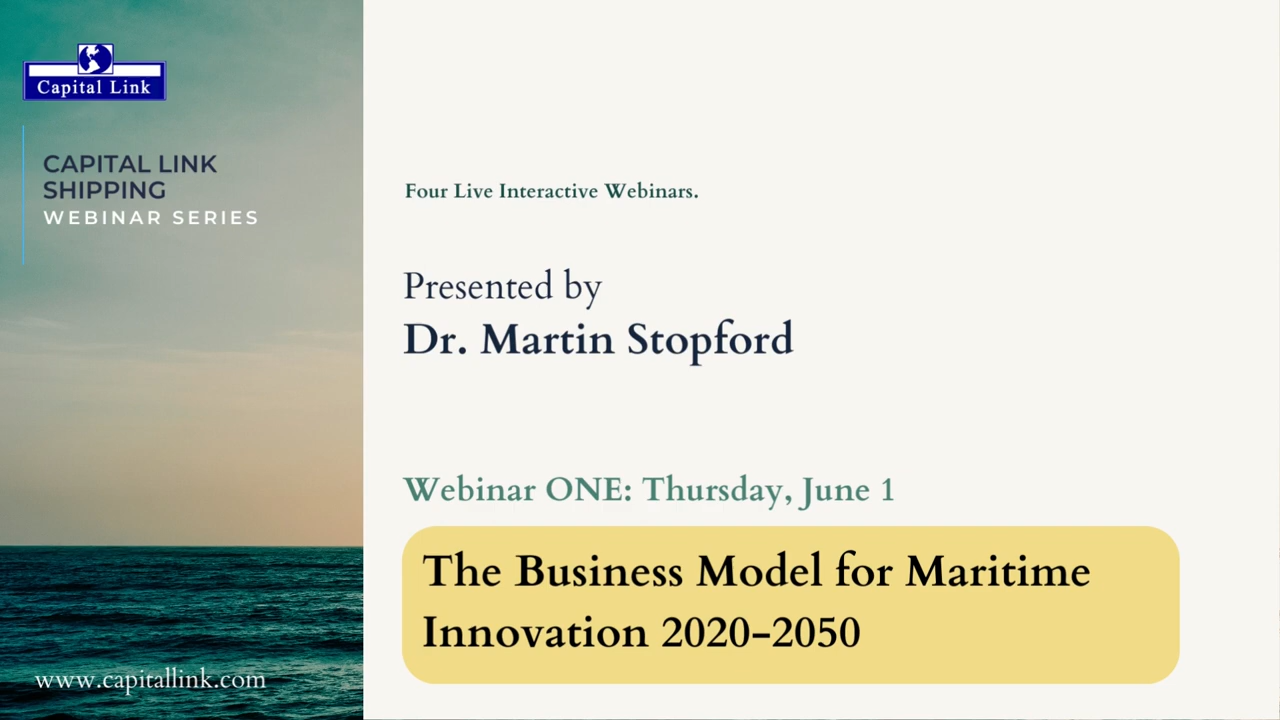 Capital Link
CAPITAL LINK
SHIPPING
WEBINAR SERIES
www.capitallink.com
Four Live Interactive Webinars.
Presented by
Dr. Martin Stopford
Webinar ONE: Thursday, June 1
The Business Model for Maritime
Innovation 2020-2050